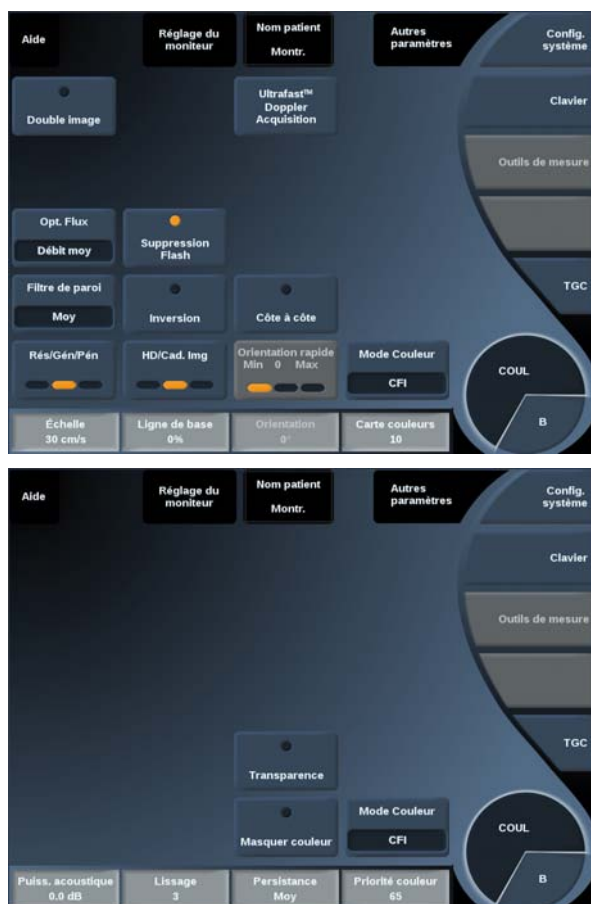 Aide
Réglage du
moniteur
Nom patient
Montr.
Autres
paramètres
Config.
système
Double image
Ultrafast™
Doppler
Acquisition
Clavier
Outils de mesure
Opt. Flux
Débit moy
Suppression
Flash
Filtre de paroi
Moy
Inversion
Côte à côte
TGC
Rés/Gén/Pén
HD/Cad. Img
Orientation rapide
Min 0 Max
Mode Couleur
CFI
COUL
B
Échelle
30 cm/s
Ligne de base
0%
Orientation
0°
Carte couleurs
10
Aide
Réglage du
moniteur
Nom patient
Montr.
Autres
paramètres
Config.
système
Clavier
Outils de mesure
TGC
Transparence
Masquer couleur
Mode Couleur
CFI
COUL
B
Puiss. acoustique
0.0 dB
Lissage
3
Persistance
Moy
Priorité couleur
65